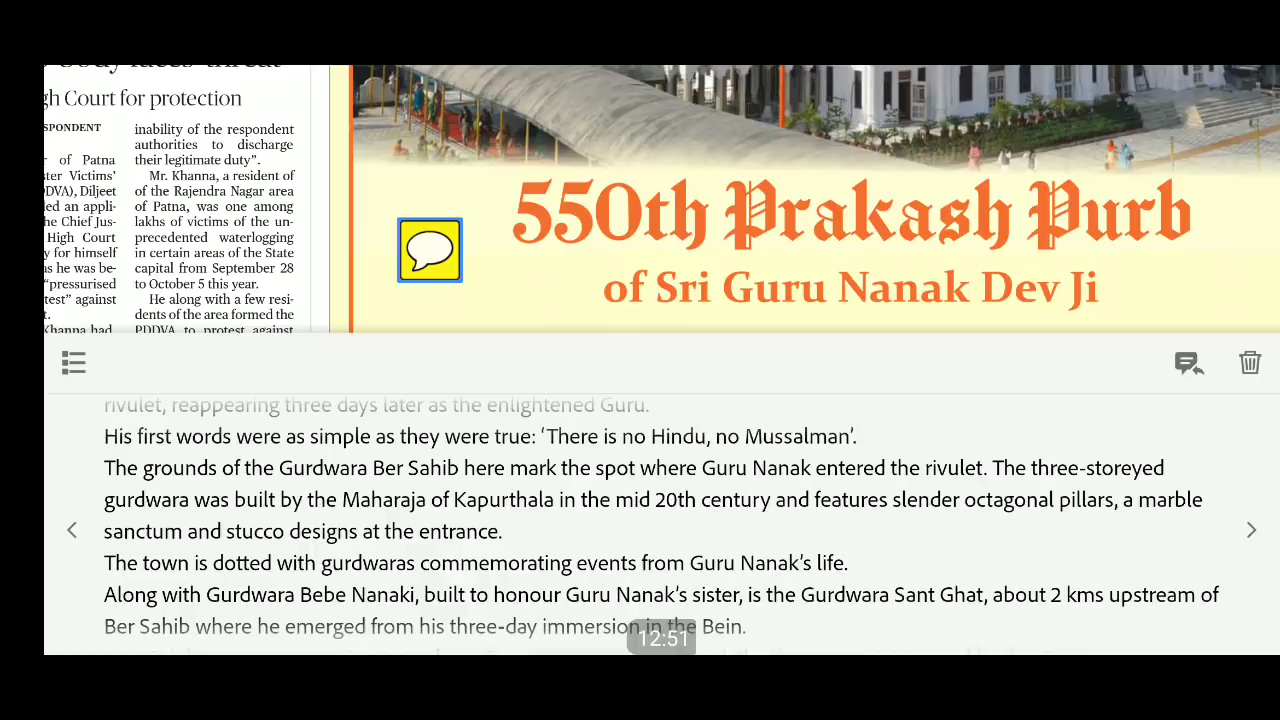 body faces threat
gh Court for protection
SPONDENT
r of Patna
ster Victims'
DDVA), Diljeet
led an appli-
he Chief Jus-
High Court
y for himself
as he was be-
"pressurised
test" against
t.
Khanna had
inability of the respondent
authorities to discharge
their legitimate duty".
Mr. Khanna, a resident of
of the Rajendra Nagar area
of Patna, was one among
lakhs of victims of the un-
precedented waterlogging
in certain areas of the State
capital from September 28
to October 5 this year.
He along with a few resi-
dents of the area formed the
PDDVA to protest against
550th Prakash Purb
of Sri Guru Nanak Dev Ji
rivulet, reappearing three days later as the enlightened Guru.
His first words were as simple as they were true: 'There is no Hindu, no Mussalman'.
The grounds of the Gurdwara Ber Sahib here mark the spot where Guru Nanak entered the rivulet. The three-storeyed
gurdwara was built by the Maharaja of Kapurthala in the mid 20th century and features slender octagonal pillars, a marble
sanctum and stucco designs at the entrance.
The town is dotted with gurdwaras commemorating events from Guru Nanak's life.
Along with Gurdwara Bebe Nanaki, built to honour Guru Nanak's sister, is the Gurdwara Sant Ghat, about 2 kms upstream of
Ber Sahib where he emerged from his three-day immersion in the Bein.
12:51